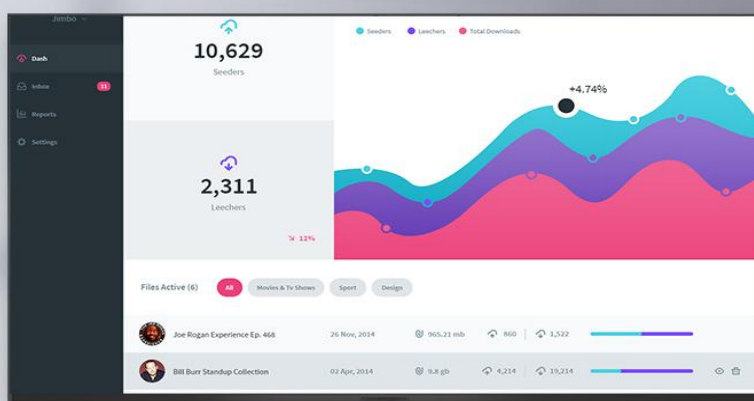 Jimbo
Dash
Inbox 11
Reports
Settings
10,629
Seeders
2,311
Leechers
12%
Seeders Leechers Total Downloads
+4.74%
Files Active (6) All Movies & Tv Shows Sport Design
Joe Rogan Experience Ep. 468 26 Nov, 2014 965.21 mb 860 1,522
Bill Burr Standup Collection 02 Apr, 2014 9.8 gb 4,214 19,214